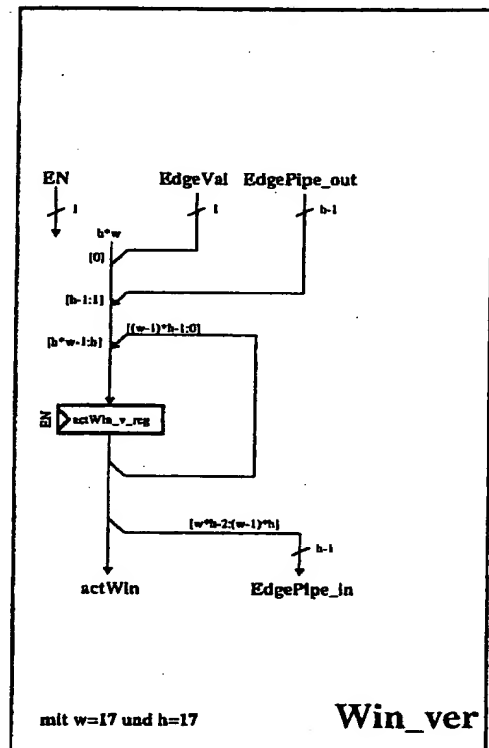 EN EdgeVal EdgePipe_out
1 1 h-1
h*w
[0]
[h-1:1]
[(w-1)*h-1:0]
[h*w-1:h]
EN actWin_v_reg
[w*h-2:(w-1)*h]
h-1
actWin EdgePipe_in
mit w=17 und h=17 Win_ver